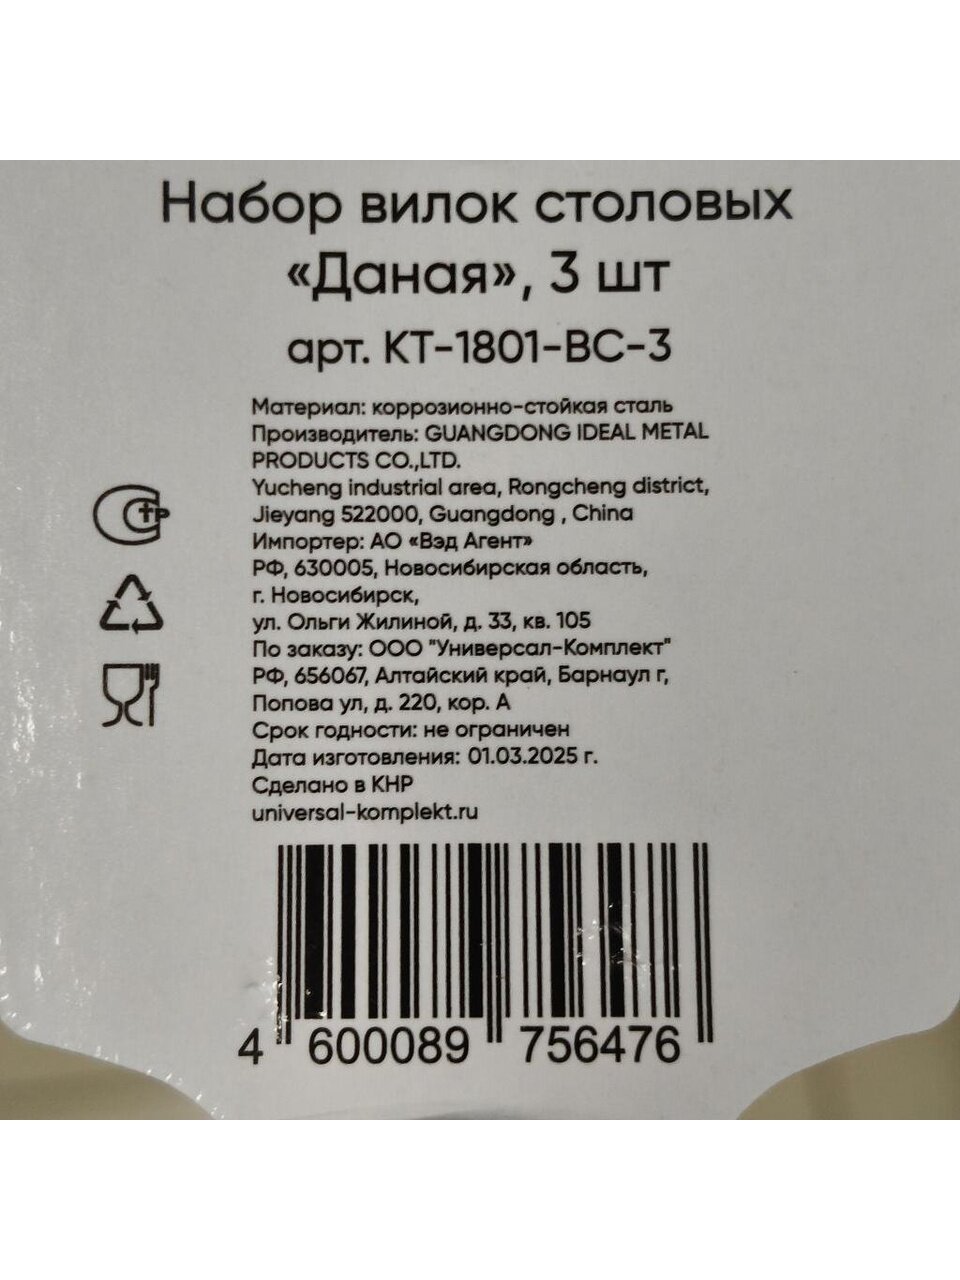 Набор вилок столовых
«Даная», 3 шт
арт. КТ-1801-ВС-3
Материал: коррозионно-стойкая сталь
Производитель: GUANGDONG IDEAL METAL
PRODUCTS CO.,LTD.
Yucheng industrial area, Rongcheng district,
Jieyang 522000, Guangdong , China
Импортер: АО «Вэд Агент»
РФ, 630005, Новосибирская область,
г. Новосибирск,
ул. Ольги Жилиной, д. 33, кв. 105
По заказу: ООО "Универсал-Комплект"
РФ, 656067, Алтайский край, Барнаул г,
Попова ул, д. 220, кор. А
Срок годности: не ограничен
Дата изготовления: 01.03.2025 г.
Сделано в КНР
universal-komplekt.ru
4 600089 756476